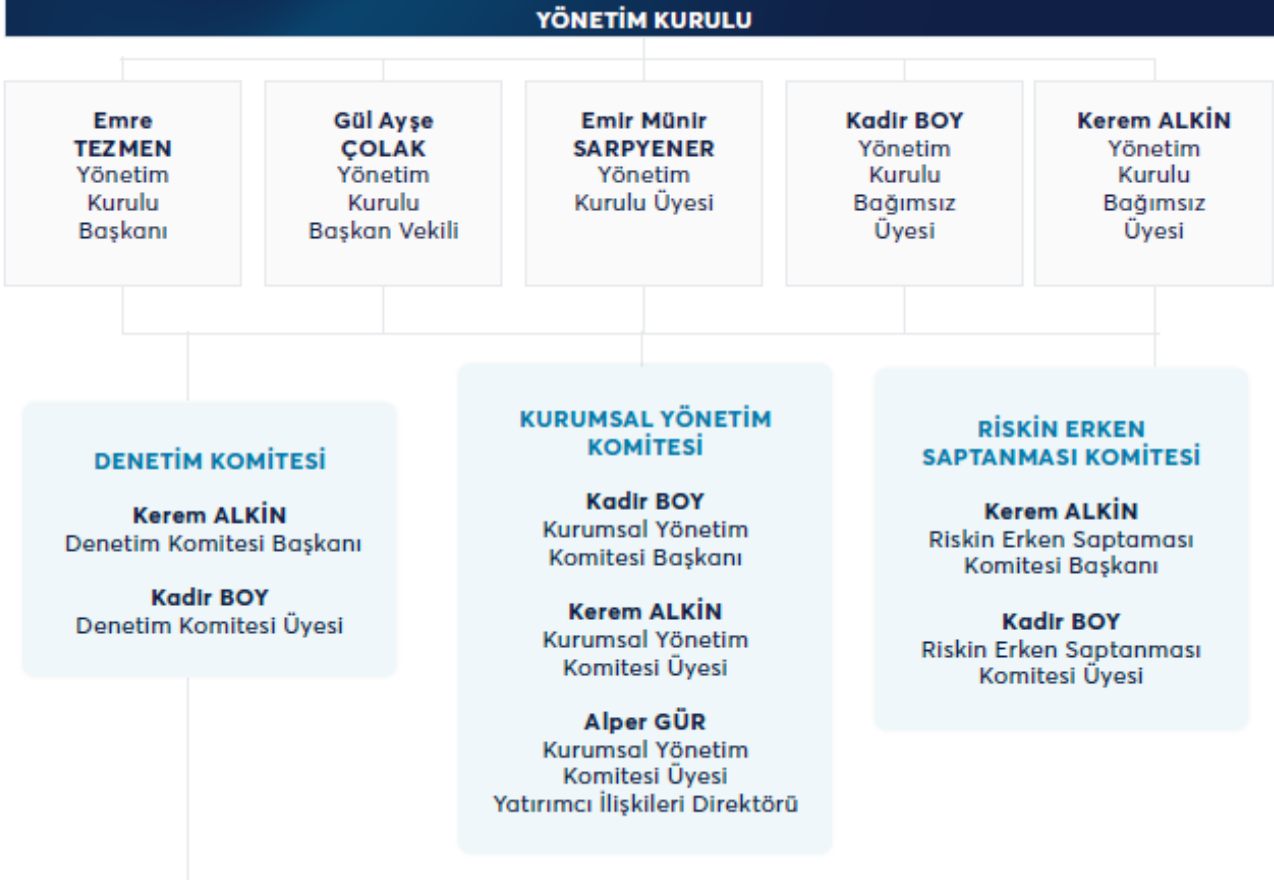 YÖNETİM KURULU
Emre
TEZMEN
Yönetim
Kurulu
Başkanı
Gül Ayşe
ÇOLAK
Yönetim
Kurulu
Başkan Vekili
Emir Münir
SARPYENER
Yönetim
Kurulu Üyesi
Kadir BOY
Yönetim
Kurulu
Bağımsız
Üyesi
Kerem ALKİN
Yönetim
Kurulu
Bağımsız
Üyesi
DENETİM KOMİTESİ
Kerem ALKİN
Denetim Komitesi Başkanı
Kadir BOY
Denetim Komitesi Üyesi
KURUMSAL YÖNETİM
KOMİTESİ
Kadir BOY
Kurumsal Yönetim
Komitesi Başkanı
Kerem ALKİN
Kurumsal Yönetim
Komitesi Üyesi
Alper GÜR
Kurumsal Yönetim
Komitesi Üyesi
Yatırımcı İlişkileri Direktörü
RİSKİN ERKEN
SAPTANMASI KOMİTESİ
Kerem ALKİN
Riskin Erken Saptaması
Komitesi Başkanı
Kadir BOY
Riskin Erken Saptanması
Komitesi Üyesi